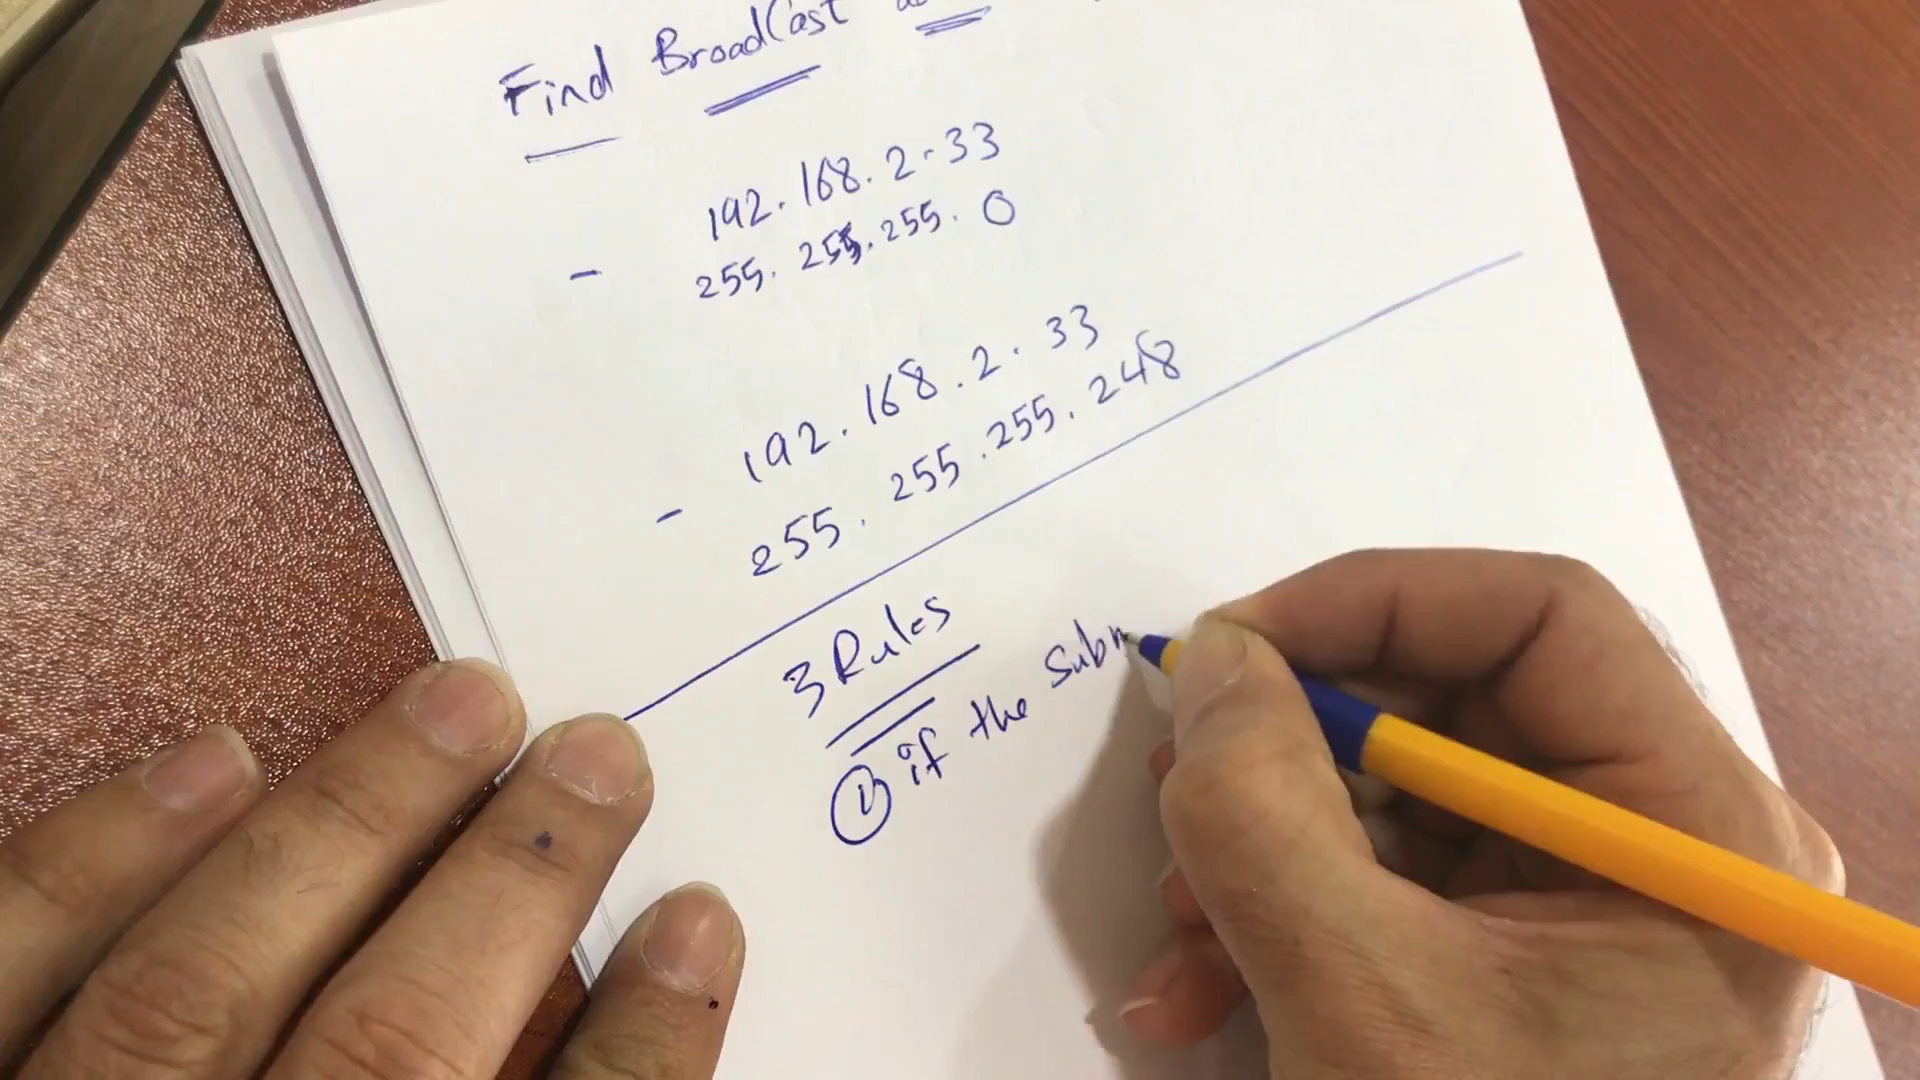 Find BroadCast
192.168.2.33
- 255.255.255.0
192.168.2.33
- 255.255.255.248
3 Rules
① if the Subn